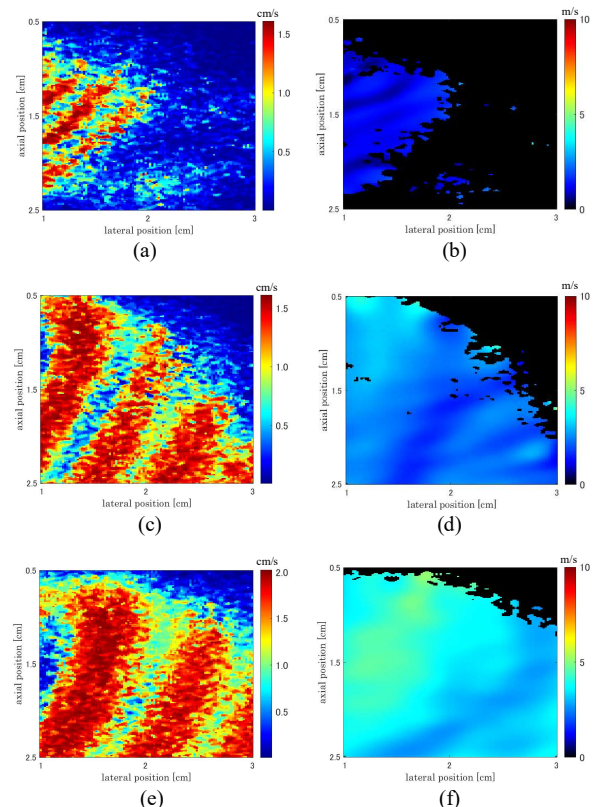 cm/s
0.5
1.5
2.5
axial position [cm]
1
2
3
lateral position [cm]
1.5
1.0
0.5
(a)
m/s
0.5
1.5
2.5
axial position [cm]
1
2
3
lateral position [cm]
10
5
0
(b)
cm/s
0.5
1.5
2.5
axial position [cm]
1
2
3
lateral position [cm]
1.5
1.0
0.5
(c)
m/s
0.5
1.5
2.5
axial position [cm]
1
2
3
lateral position [cm]
10
5
0
(d)
cm/s
0.5
1.5
2.5
axial position [cm]
1
2
3
lateral position [cm]
2.0
1.5
1.0
0.5
(e)
m/s
0.5
1.5
2.5
axial position [cm]
1
2
3
lateral position [cm]
10
5
0
(f)